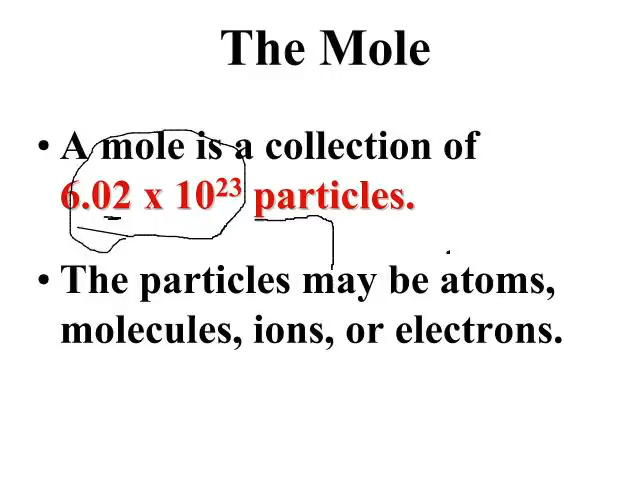 The Mole
• A mole is a collection of
6.02 x 10²³ particles.
• The particles may be atoms,
molecules, ions, or electrons.